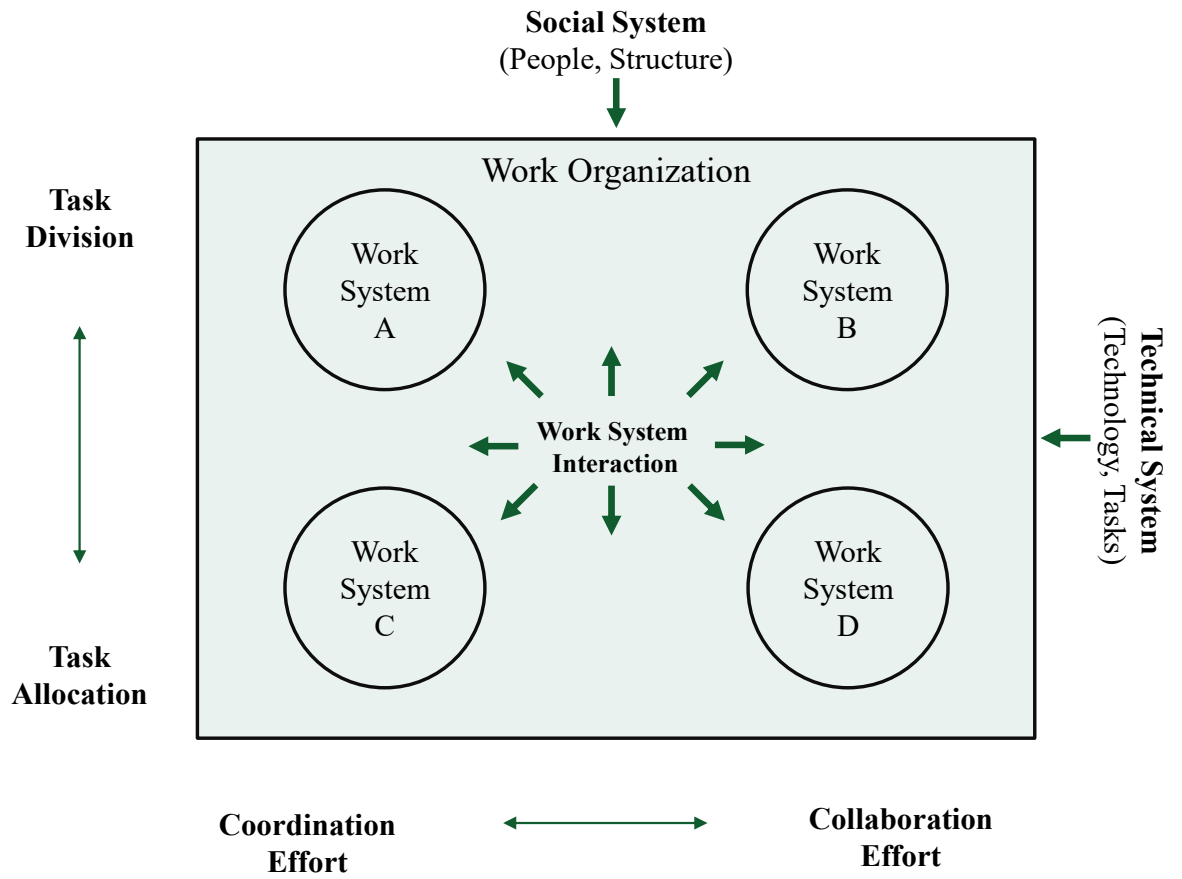 Social System
(People, Structure)
Work Organization
Task
Division
Work
System
A
Work
System
B
Technical System
(Technology, Tasks)
Work System
Interaction
Work
System
C
Work
System
D
Task
Allocation
Coordination
Effort
Collaboration
Effort